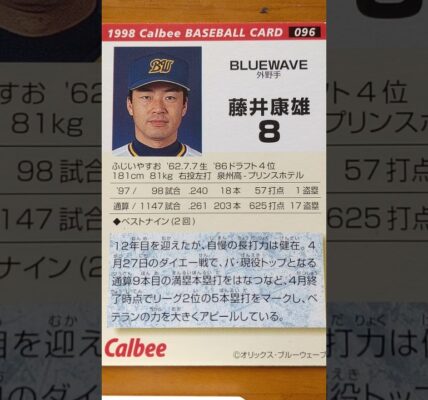 1998 Calbee BASEBALL CARD 096
BW
BLUEWAVE
外野手
藤井康雄
8
ふじいやすお '62.7.7生 '86ドラフト4位
181cm 81kg 右投左打 泉州高-プリンスホテル
'97/ 98試合 .240 18本 57打点 1盗塁
通算/1147試合 .261 203本 625打点 17盗塁
◆ベストナイン(2回)
12年目を迎えたが、自慢の長打力は健在。4
月27日のダイエー戦で、パ・現役トップとなる
通算9本目の満塁本塁打をはなつなど、4月終
了時点でリーグ2位の5本塁打をマークし、ベ
テランの力を大きくアピールしている。
Calbee
©オリックス・ブルーウェーブ